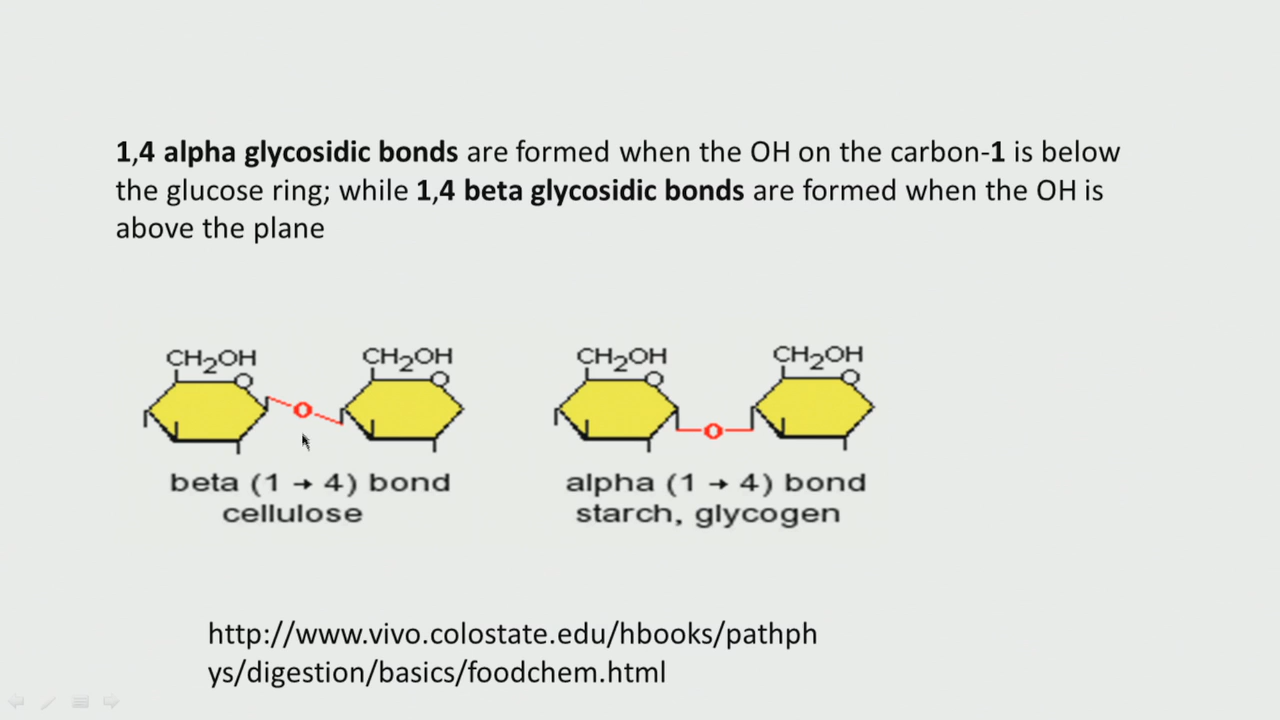 1,4 alpha glycosidic bonds are formed when the OH on the carbon-1 is below
the glucose ring; while 1,4 beta glycosidic bonds are formed when the OH is
above the plane
CH2OH CH2OH CH2OH CH2OH
O O O O
O O
beta (1 → 4) bond alpha (1 → 4) bond
cellulose starch, glycogen
http://www.vivo.colostate.edu/hbooks/pathph
ys/digestion/basics/foodchem.html